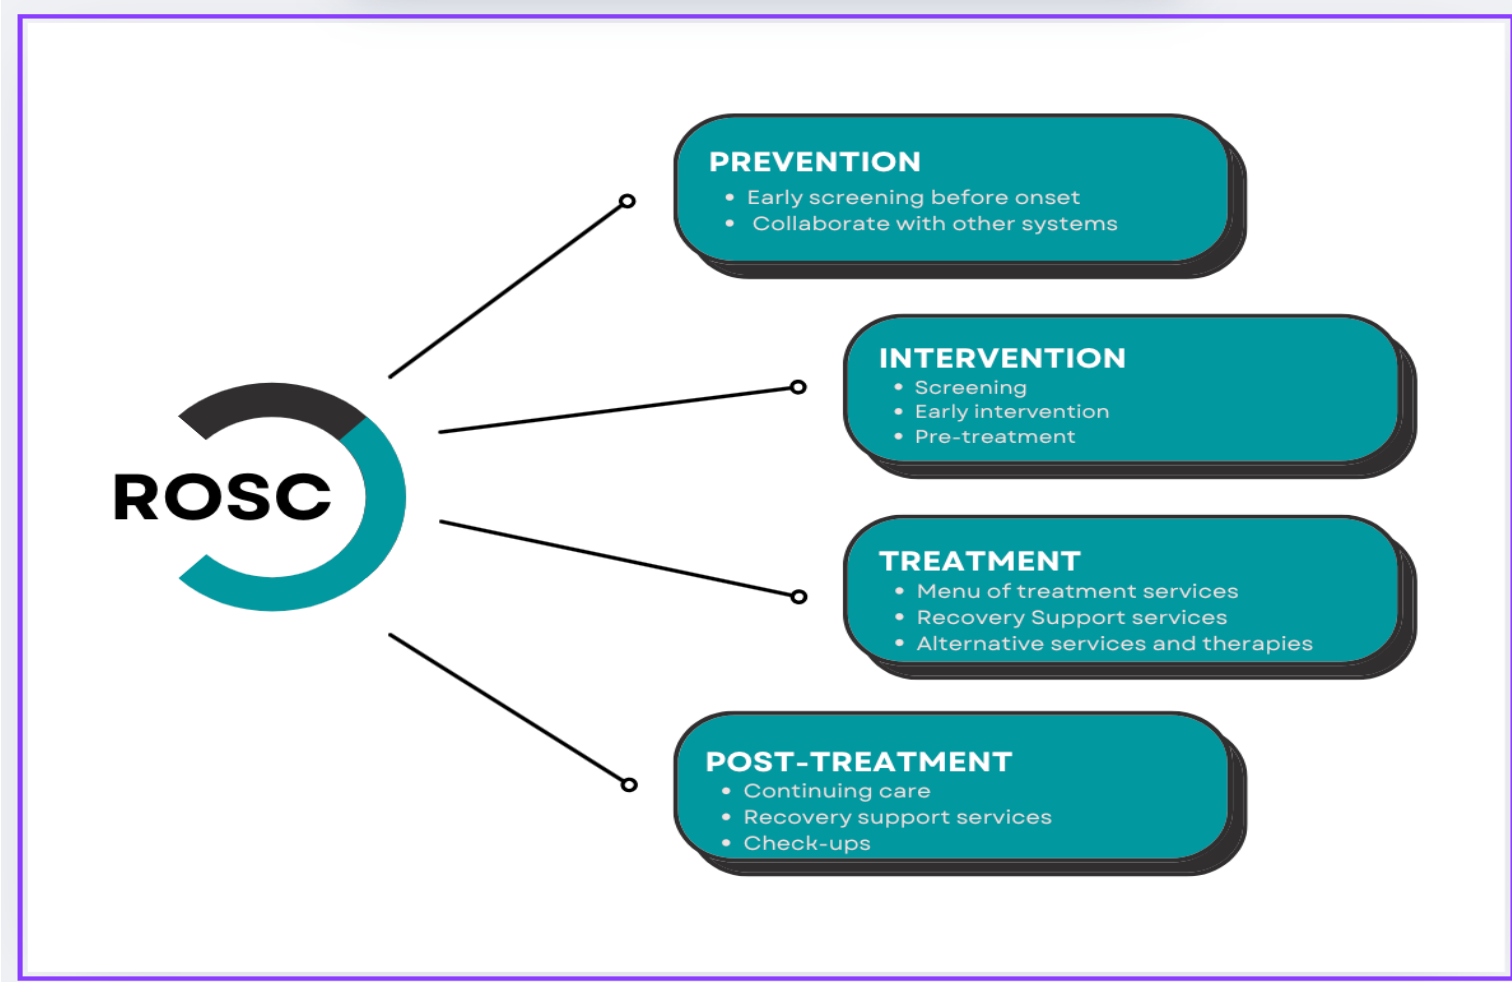 ROSC
PREVENTION
• Early screening before onset
• Collaborate with other systems
INTERVENTION
• Screening
• Early intervention
• Pre-treatment
TREATMENT
• Menu of treatment services
• Recovery Support services
• Alternative services and therapies
POST-TREATMENT
• Continuing care
• Recovery support services
• Check-ups